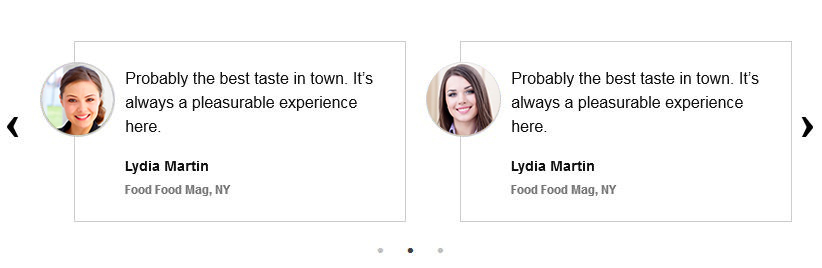 Probably the best taste in town. It’s
always a pleasurable experience
here.
Lydia Martin
Food Food Mag, NY
Probably the best taste in town. It’s
always a pleasurable experience
here.
Lydia Martin
Food Food Mag, NY